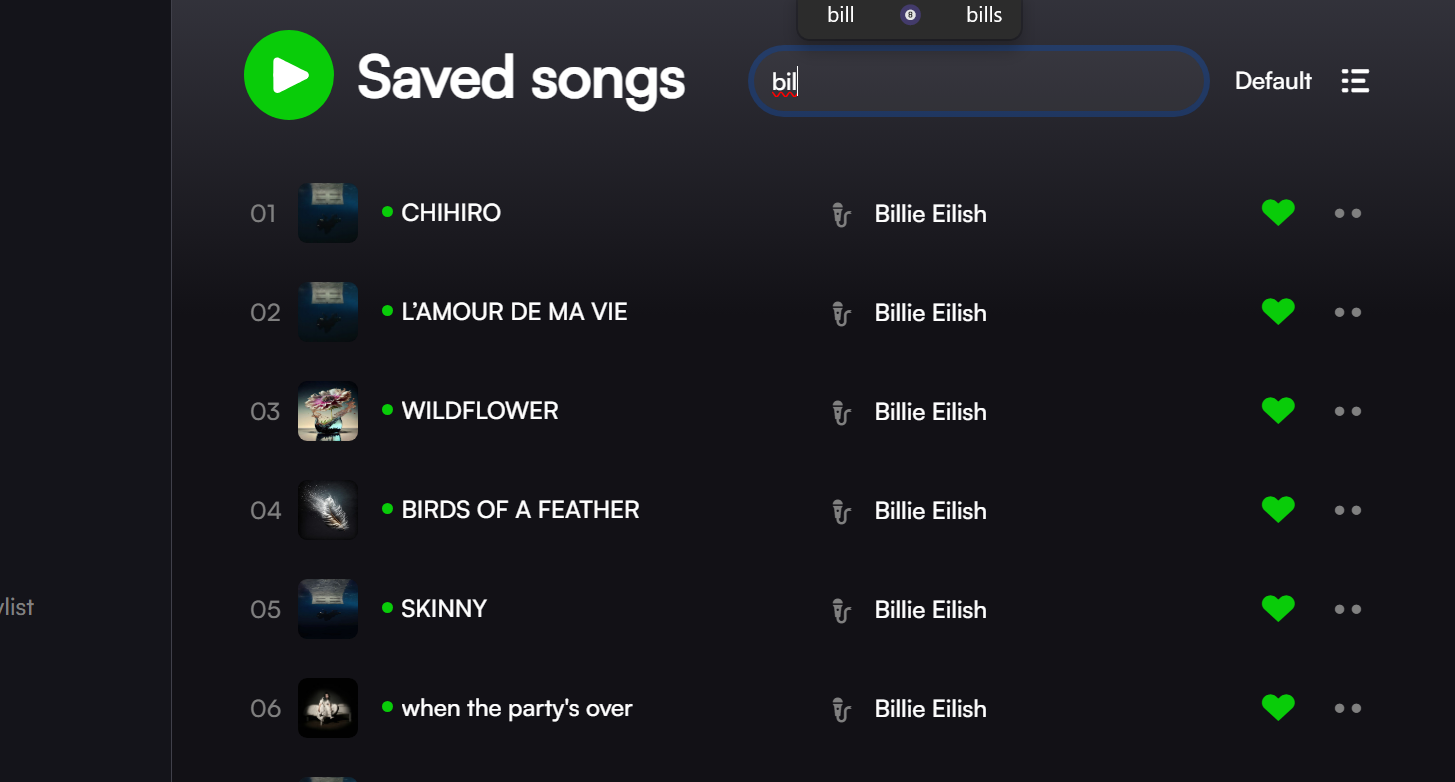 bill bills
Saved songs
bil
Default
01 CHIHIRO Billie Eilish
02 L’AMOUR DE MA VIE Billie Eilish
03 WILDFLOWER Billie Eilish
04 BIRDS OF A FEATHER Billie Eilish
05 SKINNY Billie Eilish
ylist
06 when the party's over Billie Eilish